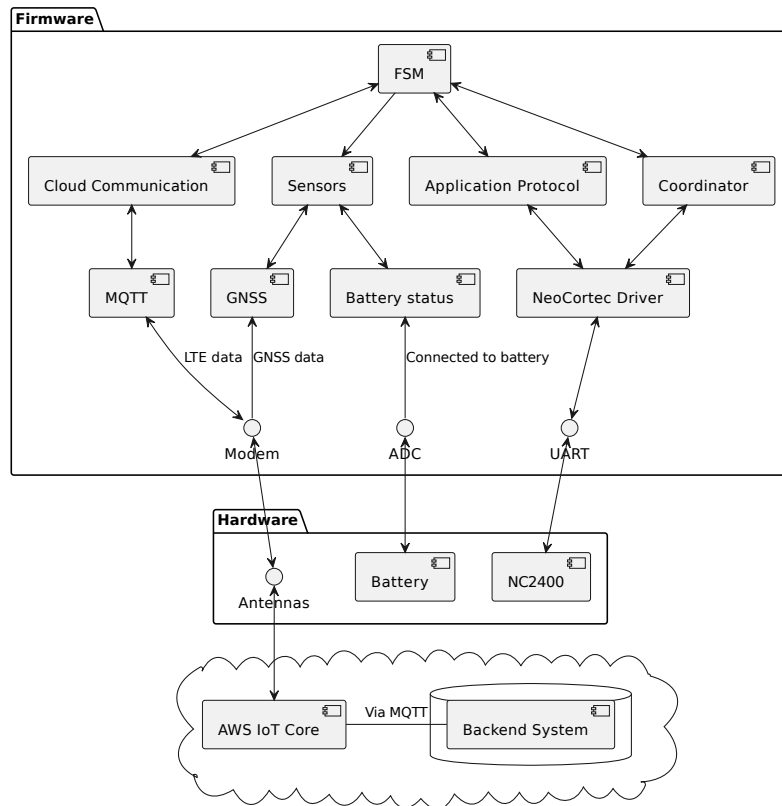 Firmware
FSM
Cloud Communication
Sensors
Application Protocol
Coordinator
MQTT
GNSS
Battery status
NeoCortec Driver
LTE data
GNSS data
Connected to battery
Modem
ADC
UART
Hardware
Battery
NC2400
Antennas
AWS IoT Core
Via MQTT
Backend System